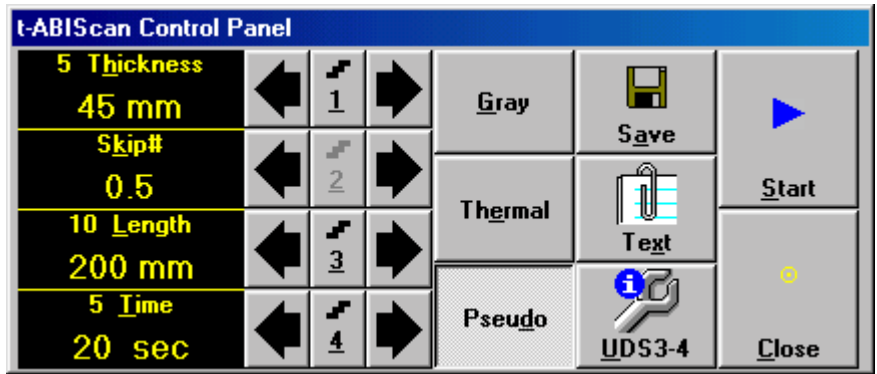 t-ABIScan Control Panel
5 Thickness
45 mm
1
Skip#
0.5
2
10 Length
200 mm
3
5 Time
20 sec
4
Gray
Thermal
Pseudo
Save
Text
i
UDS3-4
Start
Close